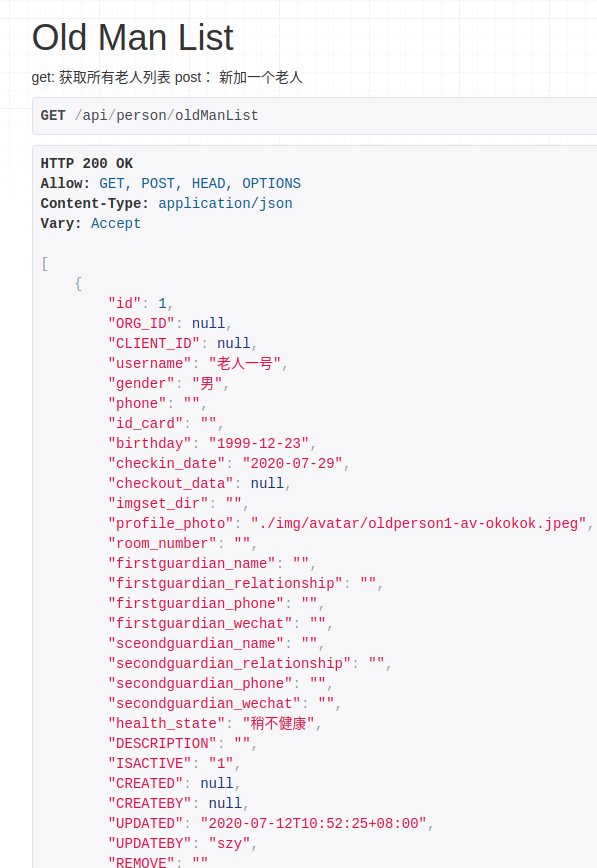 Old Man List
get: 获取所有老人列表 post： 新加一个老人
GET /api/person/oldManList
HTTP 200 OK
Allow: GET, POST, HEAD, OPTIONS
Content-Type: application/json
Vary: Accept
[
{
"id": 1,
"ORG_ID": null,
"CLIENT_ID": null,
"username": "老人一号",
"gender": "男",
"phone": "",
"id_card": "",
"birthday": "1999-12-23",
"checkin_date": "2020-07-29",
"checkout_data": null,
"imgset_dir": "",
"profile_photo": "./img/avatar/oldperson1-av-okokok.jpeg",
"room_number": "",
"firstguardian_name": "",
"firstguardian_relationship": "",
"firstguardian_phone": "",
"firstguardian_wechat": "",
"sceondguardian_name": "",
"secondguardian_relationship": "",
"secondguardian_phone": "",
"secondguardian_wechat": "",
"health_state": "稍不健康",
"DESCRIPTION": "",
"ISACTIVE": "1",
"CREATED": null,
"CREATEBY": null,
"UPDATED": "2020-07-12T10:52:25+08:00",
"UPDATEBY": "szy",
"REMOVE": ""